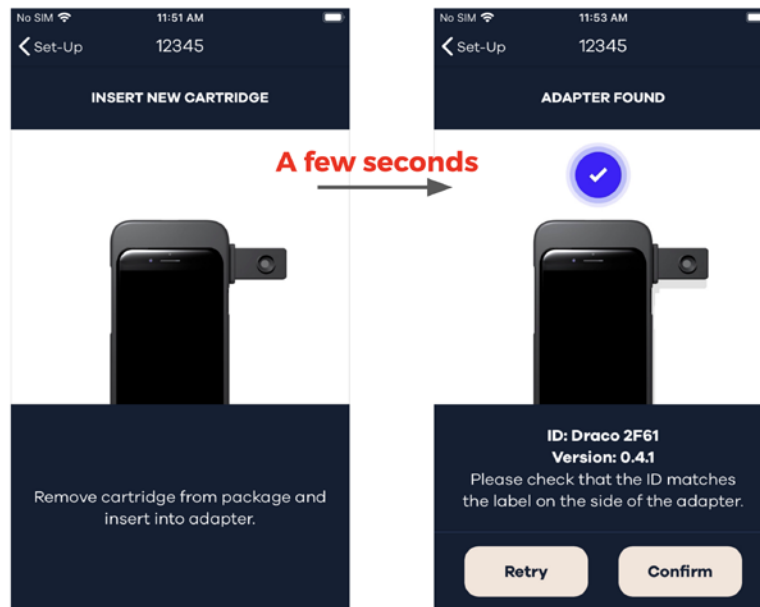 No SIM 11:51 AM
Set-Up 12345
INSERT NEW CARTRIDGE
Remove cartridge from package and
insert into adapter.
A few seconds
No SIM 11:53 AM
Set-Up 12345
ADAPTER FOUND
ID: Draco 2F61
Version: 0.4.1
Please check that the ID matches
the label on the side of the adapter.
Retry Confirm